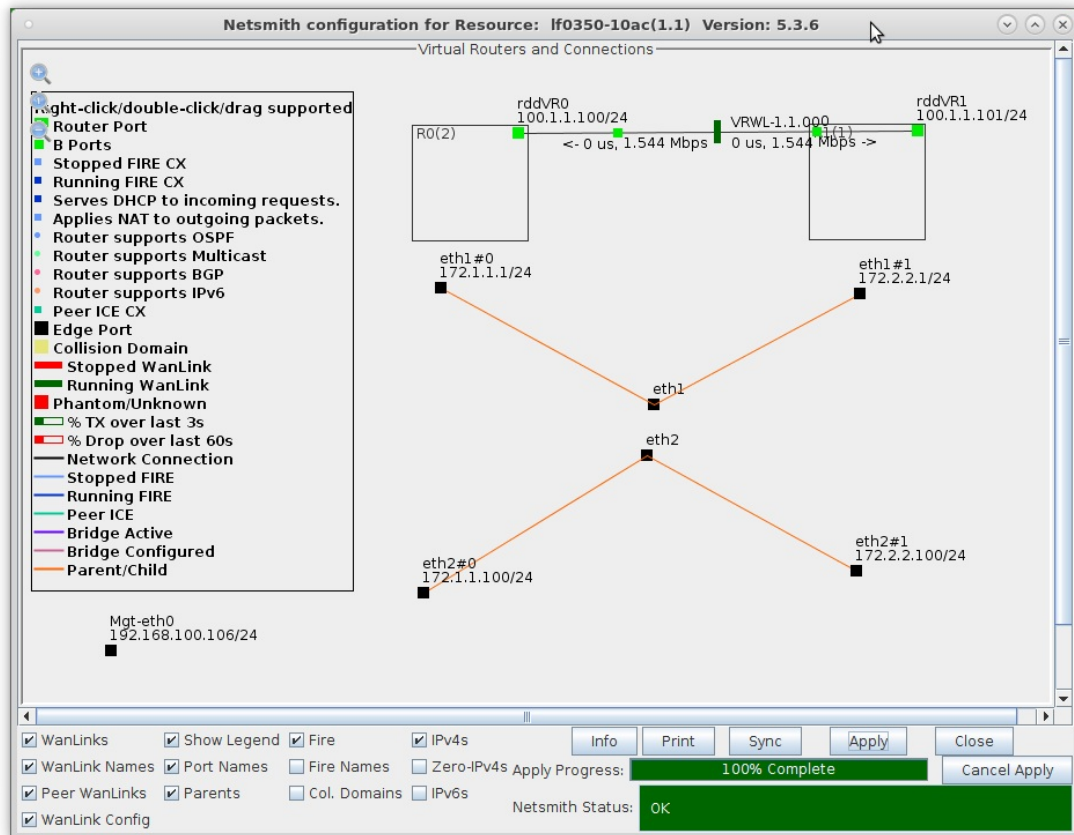 Netsmith configuration for Resource: lf0350-10ac(1.1) Version: 5.3.6
Virtual Routers and Connections
ght-click/double-click/drag supported
Router Port
B Ports
Stopped FIRE CX
Running FIRE CX
Serves DHCP to incoming requests.
Applies NAT to outgoing packets.
Router supports OSPF
Router supports Multicast
Router supports BGP
Router supports IPv6
Peer ICE CX
Edge Port
Collision Domain
Stopped WanLink
Running WanLink
Phantom/Unknown
% TX over last 3s
% Drop over last 60s
Network Connection
Stopped FIRE
Running FIRE
Peer ICE
Bridge Active
Bridge Configured
Parent/Child
rddVR0
100.1.1.100/24
R0(2)
VRWL-1.1.000
<- 0 us, 1.544 Mbps
0 us, 1.544 Mbps ->
rddVR1
100.1.1.101/24
1(1)
eth1#0
172.1.1.1/24
eth1#1
172.2.2.1/24
eth1
eth2
eth2#0
172.1.1.100/24
eth2#1
172.2.2.100/24
Mgt-eth0
192.168.100.106/24
WanLinks
Show Legend
Fire
IPv4s
Info
Print
Sync
Apply
Close
WanLink Names
Port Names
Fire Names
Zero-IPv4s
Apply Progress:
100% Complete
Cancel Apply
Peer WanLinks
Parents
Col. Domains
IPv6s
Netsmith Status:
OK
WanLink Config